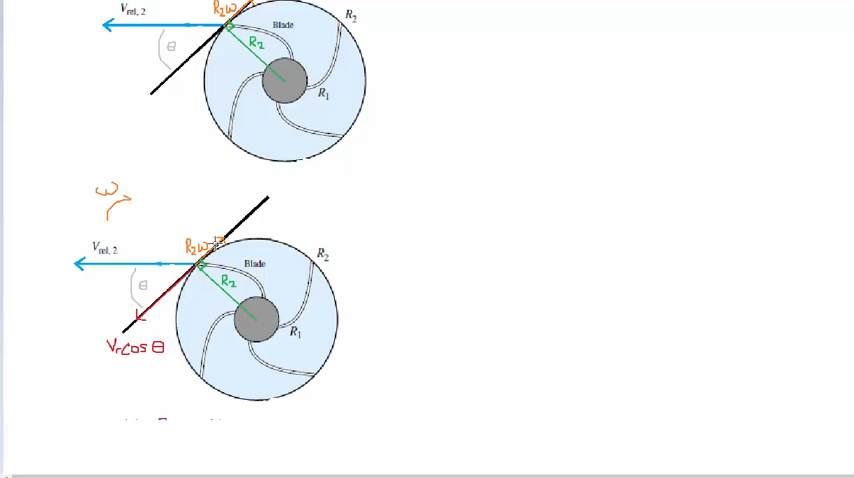 V_rel, 2
R₂ω
Blade
R₂
R₂
θ
R₁
ω
R₂ω
V_rel, 2
Blade
R₂
R₂
θ
R₁
V_r cos θ